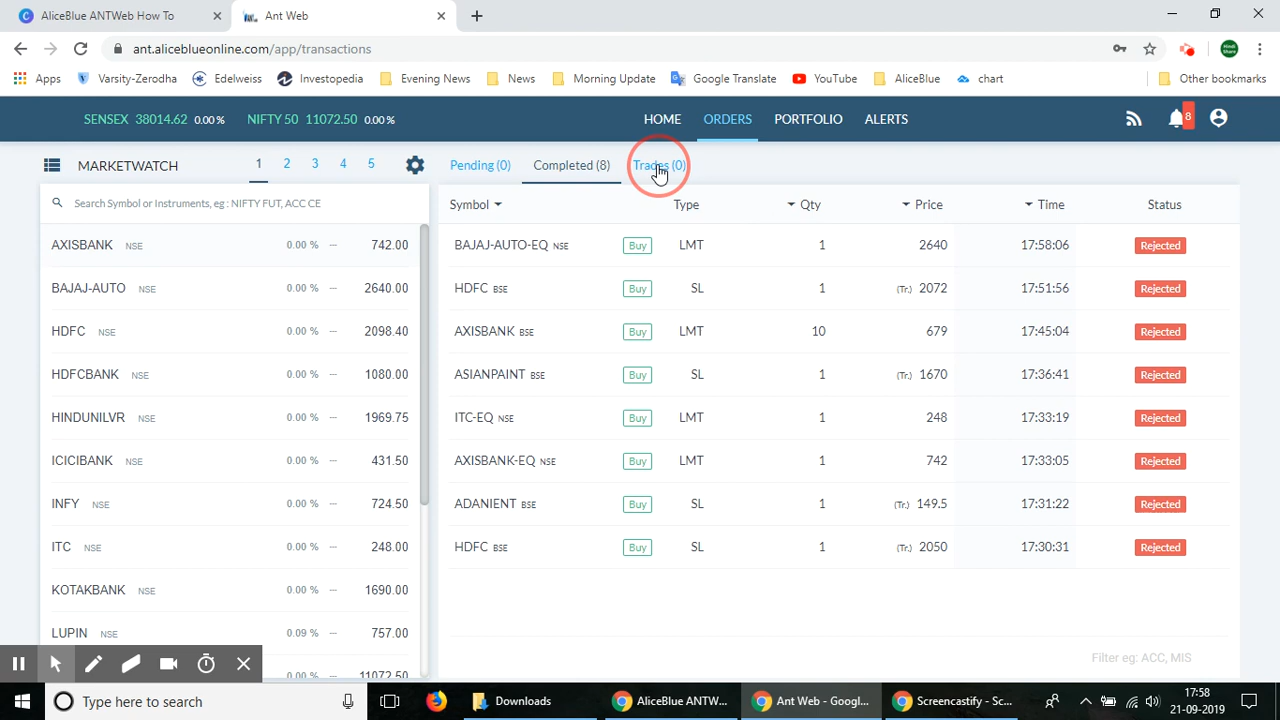 AliceBlue ANTWeb How To
Ant Web
ant.aliceblueonline.com/app/transactions
Apps
Varsity-Zerodha
Edelweiss
Investopedia
Evening News
News
Morning Update
Google Translate
YouTube
AliceBlue
chart
Other bookmarks
SENSEX 38014.62 0.00 % NIFTY 50 11072.50 0.00 %
HOME ORDERS PORTFOLIO ALERTS
8
MARKETWATCH 1 2 3 4 5
Pending (0) Completed (8) Trades (0)
Search Symbol or Instruments, eg : NIFTY FUT, ACC CE
Symbol Type Qty Price Time Status
AXISBANK NSE 0.00 % -- 742.00
BAJAJ-AUTO NSE 0.00 % -- 2640.00
HDFC NSE 0.00 % -- 2098.40
HDFCBANK NSE 0.00 % -- 1080.00
HINDUNILVR NSE 0.00 % -- 1969.75
ICICIBANK NSE 0.00 % -- 431.50
INFY NSE 0.00 % -- 724.50
ITC NSE 0.00 % -- 248.00
KOTAKBANK NSE 0.00 % -- 1690.00
LUPIN NSE 0.09 % -- 757.00
0.00 % -- 11072.50
BAJAJ-AUTO-EQ NSE Buy LMT 1 2640 17:58:06 Rejected
HDFC BSE Buy SL 1 (Tr.) 2072 17:51:56 Rejected
AXISBANK BSE Buy LMT 10 679 17:45:04 Rejected
ASIANPAINT BSE Buy SL 1 (Tr.) 1670 17:36:41 Rejected
ITC-EQ NSE Buy LMT 1 248 17:33:19 Rejected
AXISBANK-EQ NSE Buy LMT 1 742 17:33:05 Rejected
ADANIENT BSE Buy SL 1 (Tr.) 149.5 17:31:22 Rejected
HDFC BSE Buy SL 1 (Tr.) 2050 17:30:31 Rejected
Filter eg: ACC, MIS
Type here to search
Downloads
AliceBlue ANTW...
Ant Web - Googl...
Screencastify - Sc...
17:58
21-09-2019